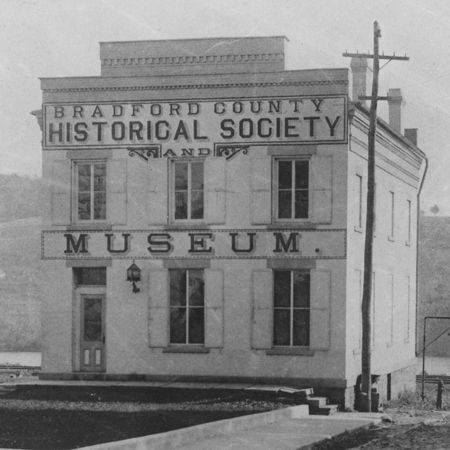 BRADFORD COUNTY
HISTORICAL SOCIETY
AND
MUSEUM.